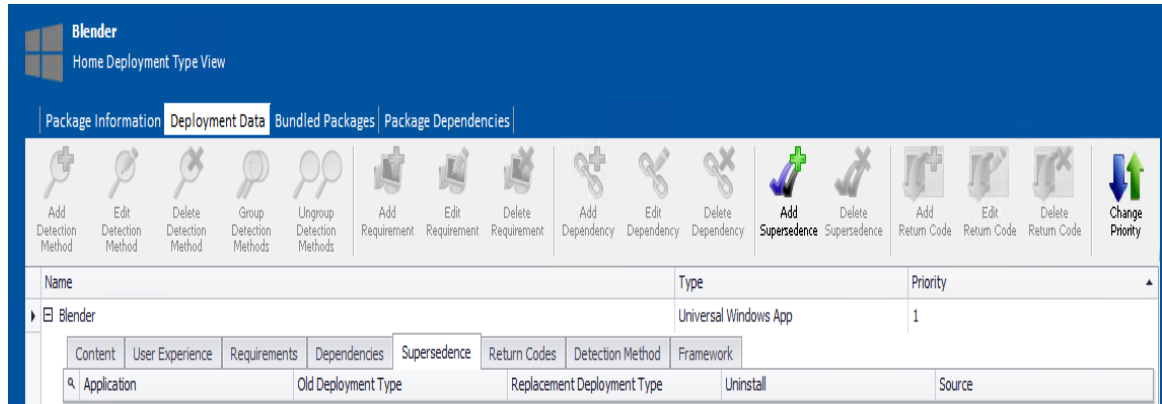 Blender
Home Deployment Type View
Package Information Deployment Data Bundled Packages Package Dependencies
Add Detection Method Edit Detection Method Delete Detection Method Group Detection Methods Ungroup Detection Methods Add Requirement Edit Requirement Delete Requirement Add Dependency Edit Dependency Delete Dependency Add Supersedence Delete Supersedence Add Return Code Edit Return Code Delete Return Code Change Priority
Name Type Priority
Blender Universal Windows App 1
Content User Experience Requirements Dependencies Supersedence Return Codes Detection Method Framework
Application Old Deployment Type Replacement Deployment Type Uninstall Source